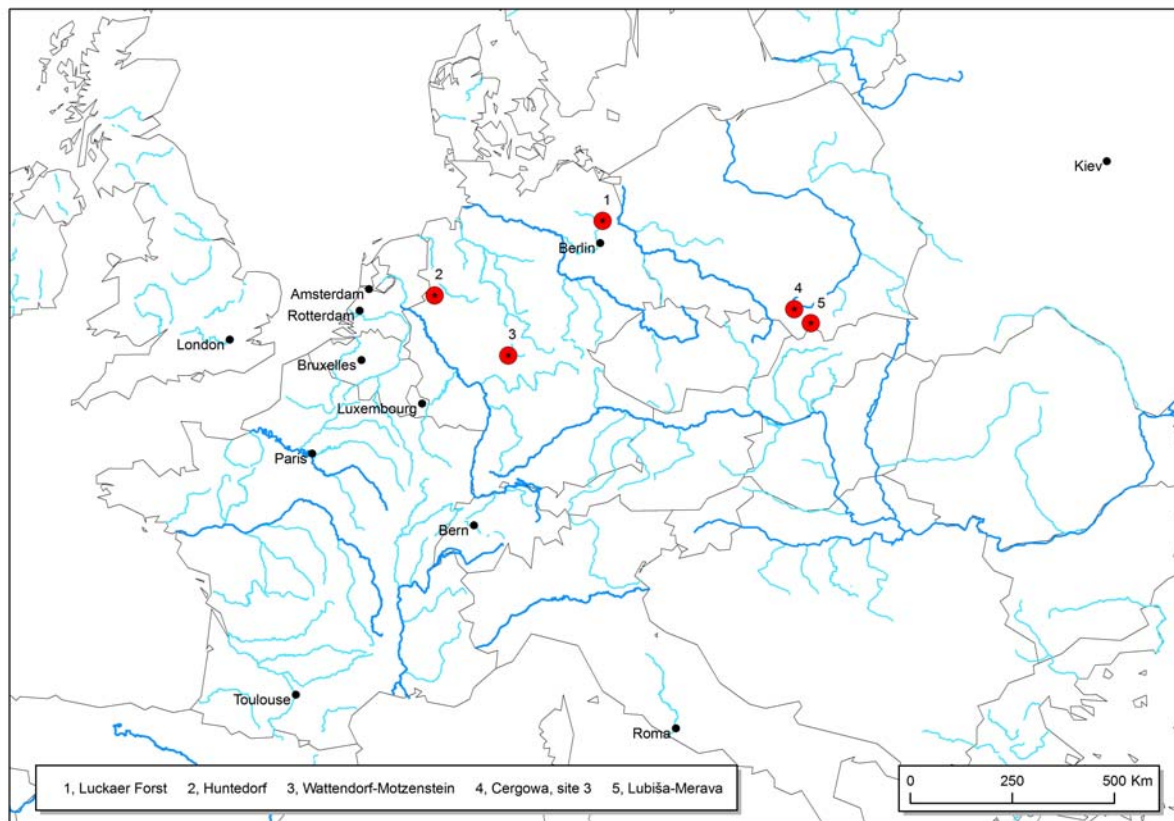 Kiev
1
Berlin
2
Amsterdam
Rotterdam
4
5
London
3
Bruxelles
Luxembourg
Paris
Bern
Toulouse
Roma
1, Luckaer Forst 2, Huntedorf 3, Wattendorf-Motzenstein 4, Cergowa, site 3 5, Lubiša-Merava
0 250 500 Km